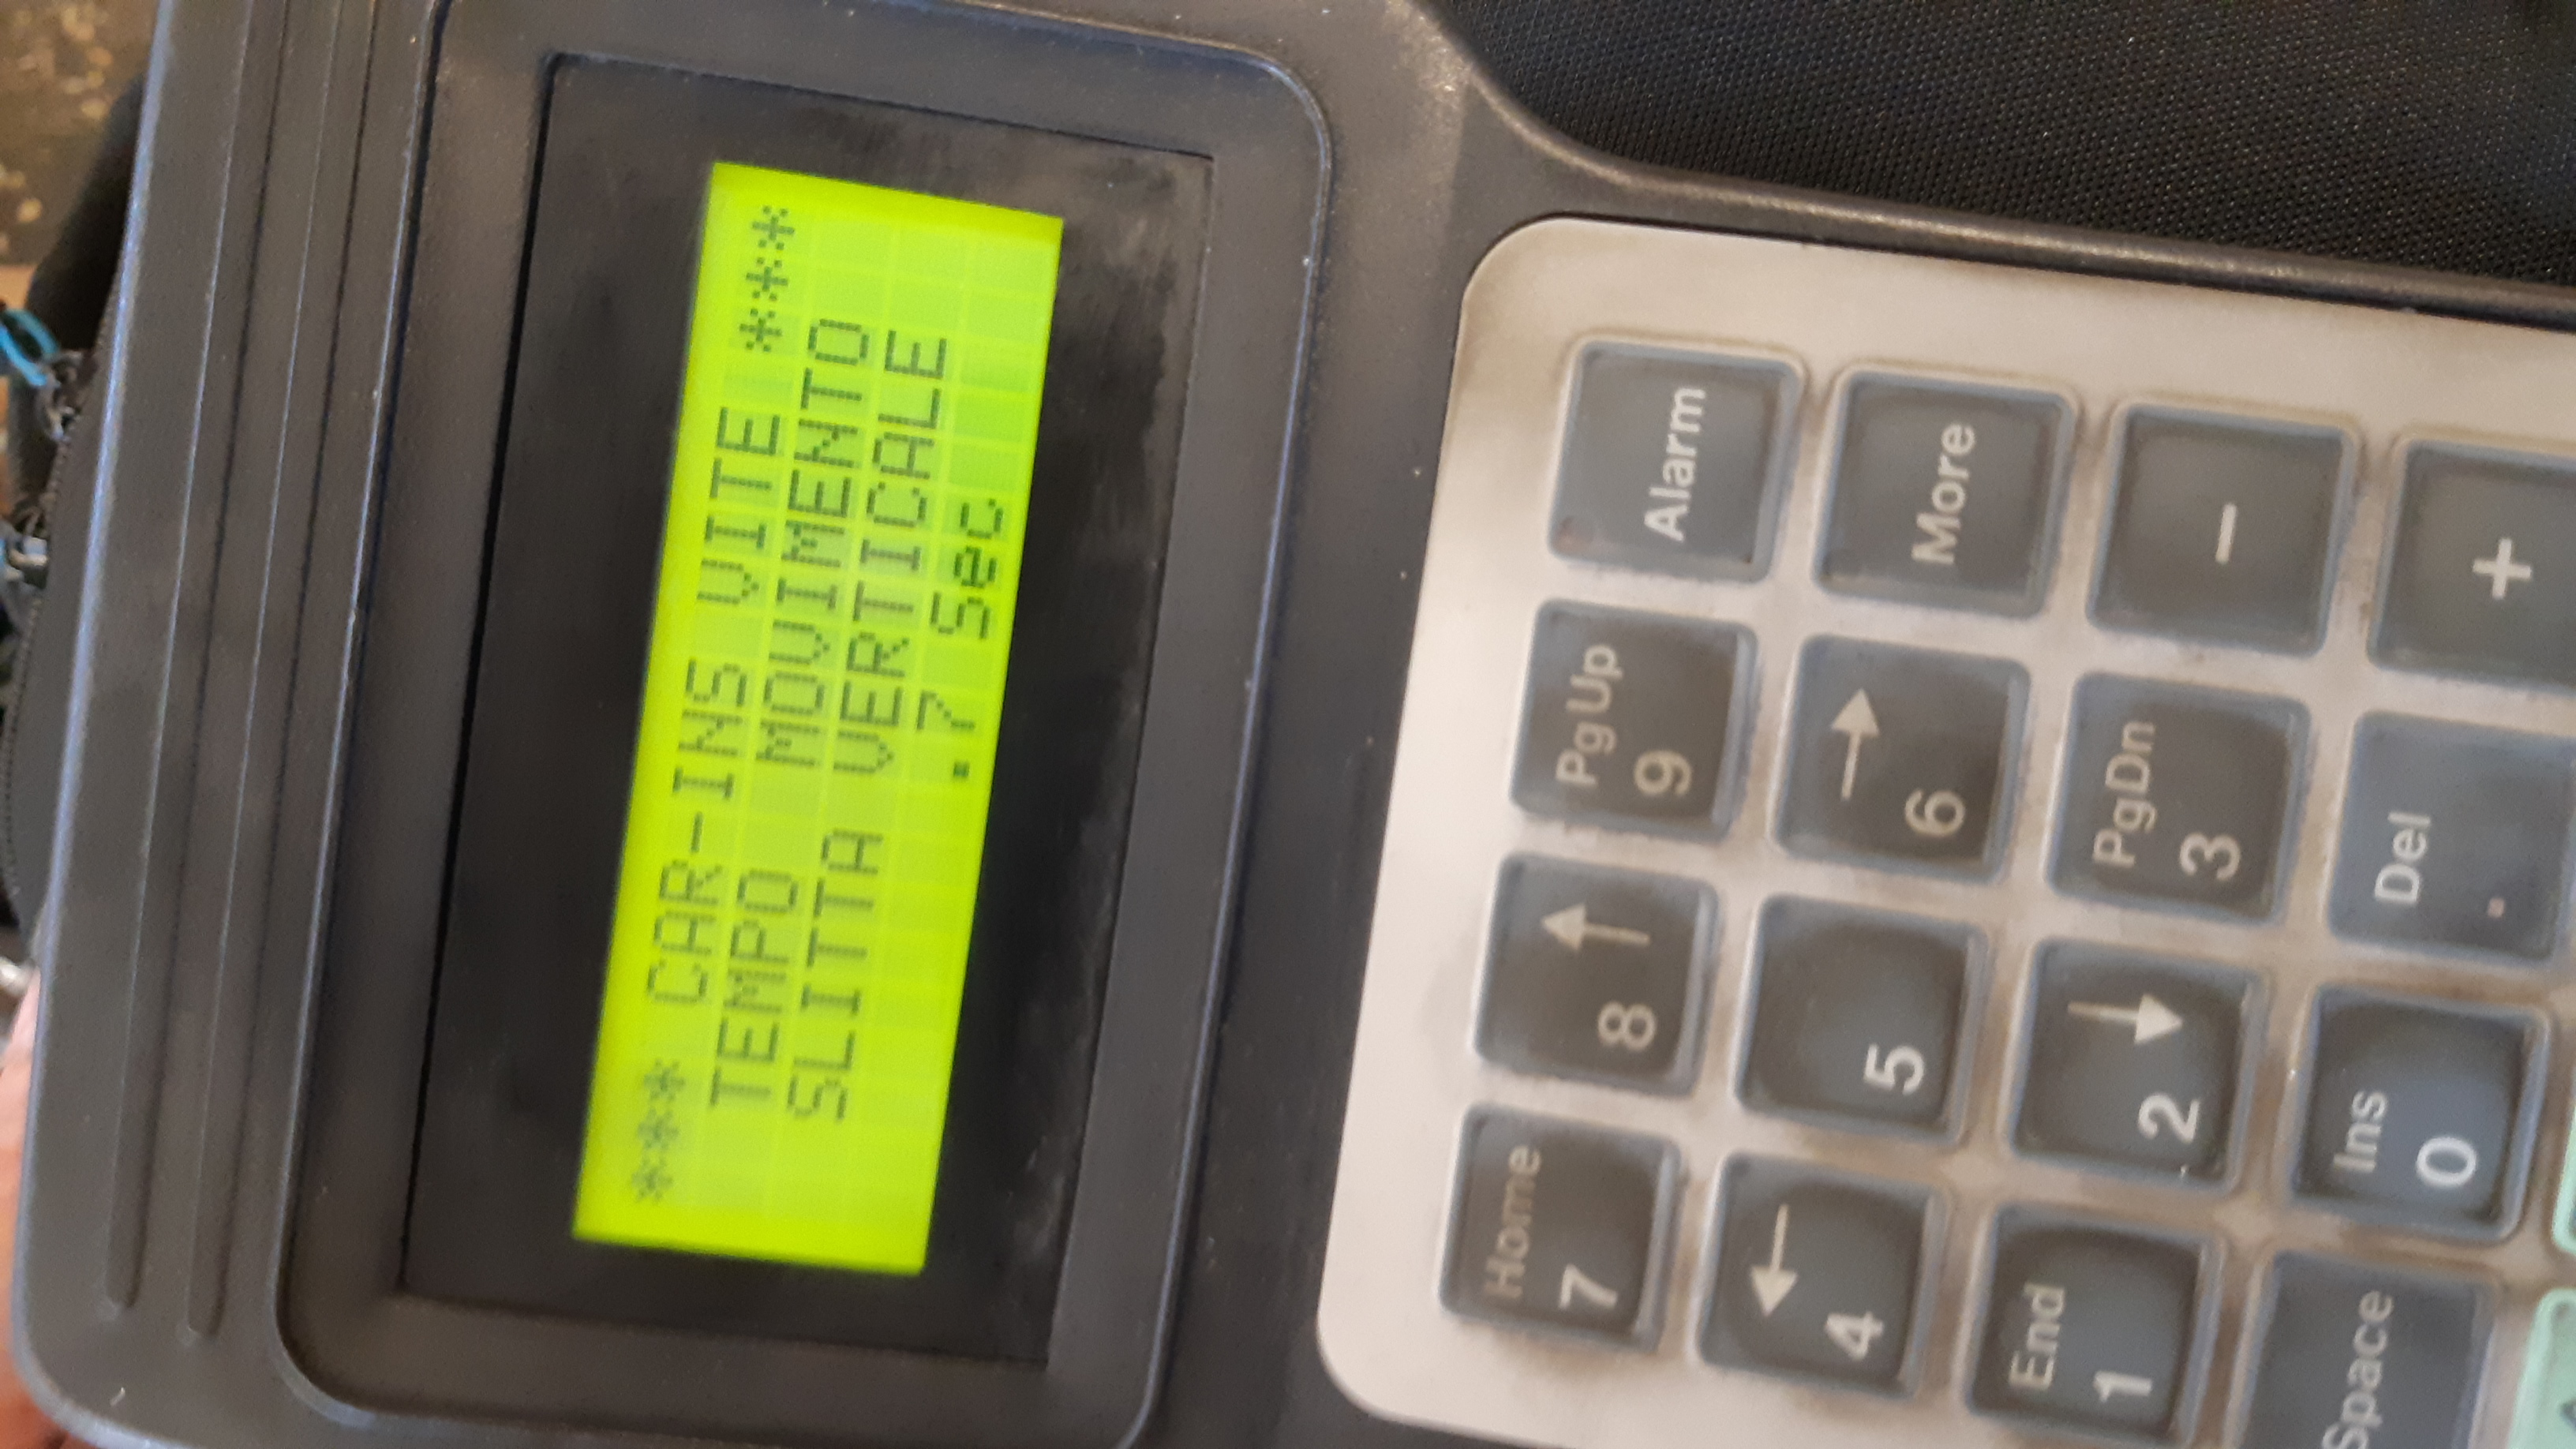 *** CAR-INS VITE ***
TEMPO MOVIMENTO
SLITTA VERTICALE
.7 Sec
Home
7
8
PgUp
9
Alarm
4
5
6
More
End
1
2
PgDn
3
-
Space
Ins
0
Del
.
+